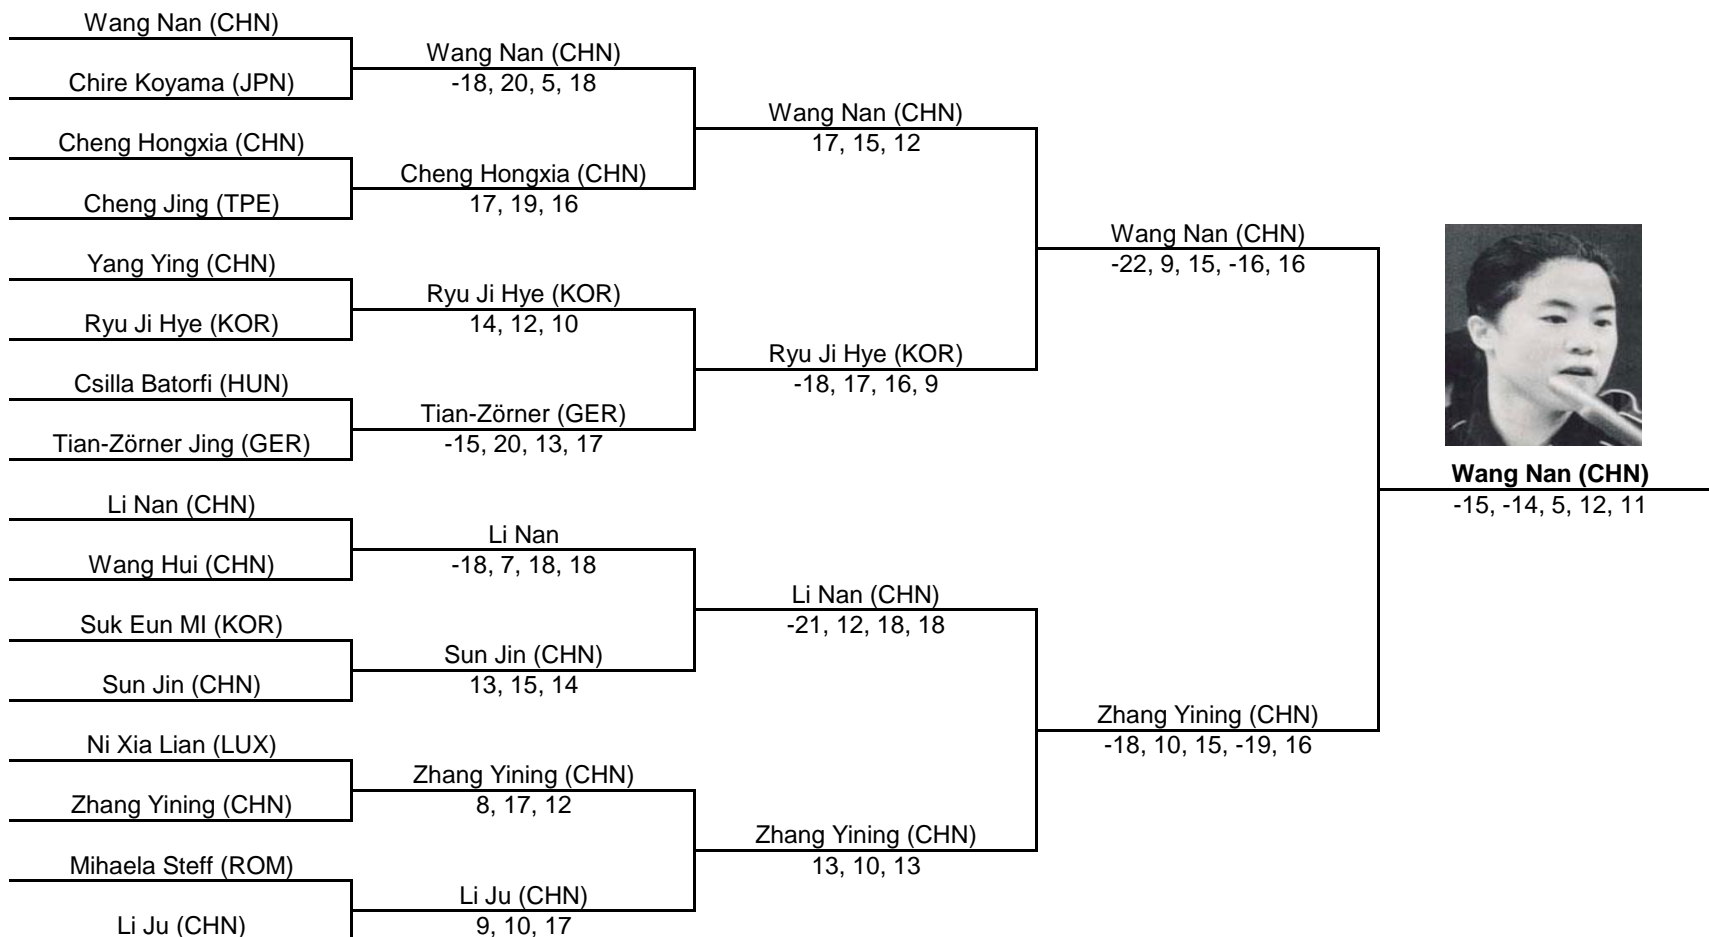 Wang Nan (CHN)
Chire Koyama (JPN)
Cheng Hongxia (CHN)
Cheng Jing (TPE)
Yang Ying (CHN)
Ryu Ji Hye (KOR)
Csilla Batorfi (HUN)
Tian-Zörner Jing (GER)
Li Nan (CHN)
Wang Hui (CHN)
Suk Eun MI (KOR)
Sun Jin (CHN)
Ni Xia Lian (LUX)
Zhang Yining (CHN)
Mihaela Steff (ROM)
Li Ju (CHN)
Wang Nan (CHN)
-18, 20, 5, 18
Cheng Hongxia (CHN)
17, 19, 16
Ryu Ji Hye (KOR)
14, 12, 10
Tian-Zörner (GER)
-15, 20, 13, 17
Li Nan
-18, 7, 18, 18
Sun Jin (CHN)
13, 15, 14
Zhang Yining (CHN)
8, 17, 12
Li Ju (CHN)
9, 10, 17
Wang Nan (CHN)
17, 15, 12
Ryu Ji Hye (KOR)
-18, 17, 16, 9
Li Nan (CHN)
-21, 12, 18, 18
Zhang Yining (CHN)
13, 10, 13
Wang Nan (CHN)
-22, 9, 15, -16, 16
Zhang Yining (CHN)
-18, 10, 15, -19, 16
Wang Nan (CHN)
-15, -14, 5, 12, 11